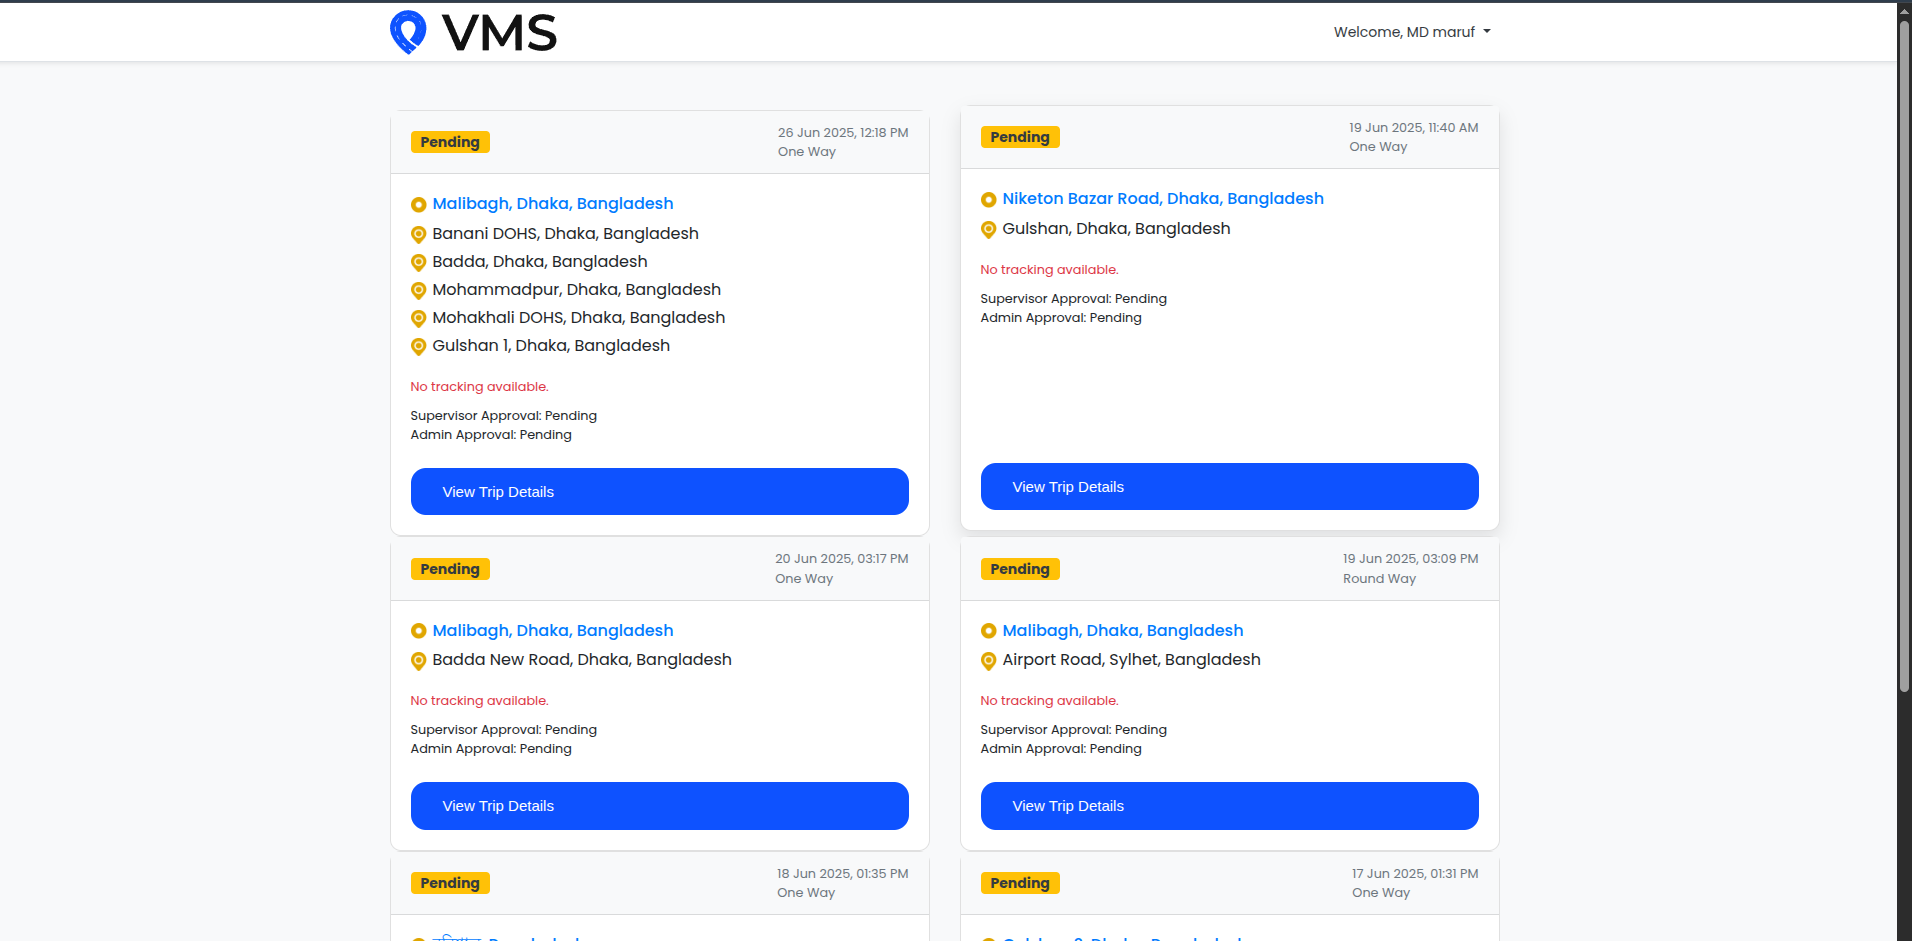 VMS
Welcome, MD maruf
Pending
26 Jun 2025, 12:18 PM
One Way
Malibagh, Dhaka, Bangladesh
Banani DOHS, Dhaka, Bangladesh
Badda, Dhaka, Bangladesh
Mohammadpur, Dhaka, Bangladesh
Mohakhali DOHS, Dhaka, Bangladesh
Gulshan 1, Dhaka, Bangladesh
No tracking available.
Supervisor Approval: Pending
Admin Approval: Pending
View Trip Details
Pending
19 Jun 2025, 11:40 AM
One Way
Niketon Bazar Road, Dhaka, Bangladesh
Gulshan, Dhaka, Bangladesh
No tracking available.
Supervisor Approval: Pending
Admin Approval: Pending
View Trip Details
Pending
20 Jun 2025, 03:17 PM
One Way
Malibagh, Dhaka, Bangladesh
Badda New Road, Dhaka, Bangladesh
No tracking available.
Supervisor Approval: Pending
Admin Approval: Pending
View Trip Details
Pending
19 Jun 2025, 03:09 PM
Round Way
Malibagh, Dhaka, Bangladesh
Airport Road, Sylhet, Bangladesh
No tracking available.
Supervisor Approval: Pending
Admin Approval: Pending
View Trip Details
Pending
18 Jun 2025, 01:35 PM
One Way
Pending
17 Jun 2025, 01:31 PM
One Way